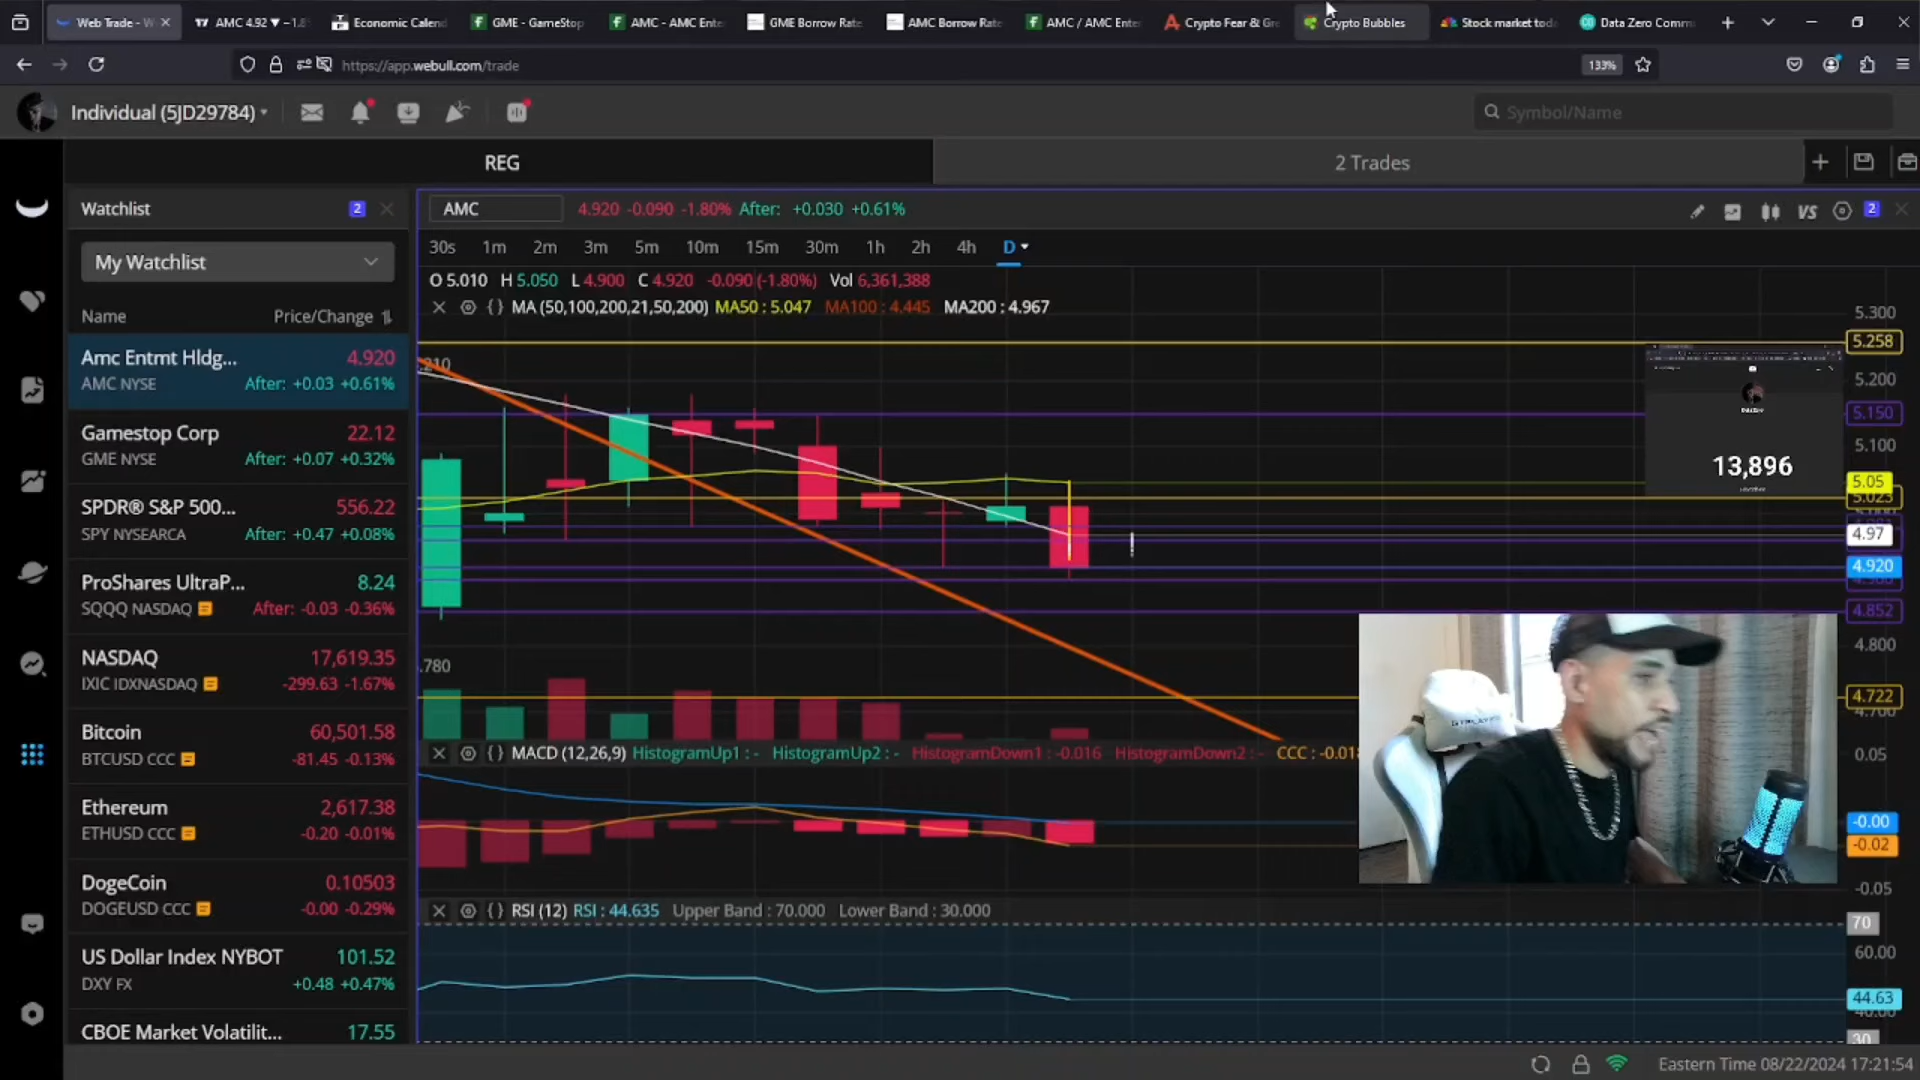 Web Trade - W
AMC 4.92 ▼ −1.8
Economic Calend
GME - GameStop
AMC - AMC Ente
GME Borrow Rate
AMC Borrow Rate
AMC / AMC Ente
Crypto Fear & Gre
Crypto Bubbles
Stock market tod
Data Zero Comm
https://app.webull.com/trade
133%
Individual (5JD29784)
Symbol/Name
REG
2 Trades
Watchlist
2
My Watchlist
Name Price/Change
Amc Entmt Hldg... 4.920
AMC NYSE After: +0.03 +0.61%
Gamestop Corp 22.12
GME NYSE After: +0.07 +0.32%
SPDR® S&P 500... 556.22
SPY NYSEARCA After: +0.47 +0.08%
ProShares UltraP... 8.24
SQQQ NASDAQ After: -0.03 -0.36%
NASDAQ 17,619.35
IXIC IDXNASDAQ -299.63 -1.67%
Bitcoin 60,501.58
BTCUSD CCC -81.45 -0.13%
Ethereum 2,617.38
ETHUSD CCC -0.20 -0.01%
DogeCoin 0.10503
DOGEUSD CCC -0.00 -0.29%
US Dollar Index NYBOT 101.52
DXY FX +0.48 +0.47%
CBOE Market Volatilit... 17.55
AMC 4.920 -0.090 -1.80% After: +0.030 +0.61%
VS
2
30s 1m 2m 3m 5m 10m 15m 30m 1h 2h 4h D
O 5.010 H 5.050 L 4.900 C 4.920 -0.090 (-1.80%) Vol 6,361,388
MA (50,100,200,21,50,200) MA50 : 5.047 MA100 : 4.445 MA200 : 4.967
.210
.780
5.300
5.258
5.200
5.150
5.100
5.05
5.023
4.97
4.920
4.852
4.800
4.722
4.700
13,896
MACD (12,26,9) HistogramUp1 : - HistogramUp2 : - HistogramDown1 : -0.016 HistogramDown2 : - CCC : -0.018
0.05
-0.00
-0.02
-0.05
RSI (12) RSI : 44.635 Upper Band : 70.000 Lower Band : 30.000
70
60.00
44.63
40.00
30
Eastern Time 08/22/2024 17:21:54